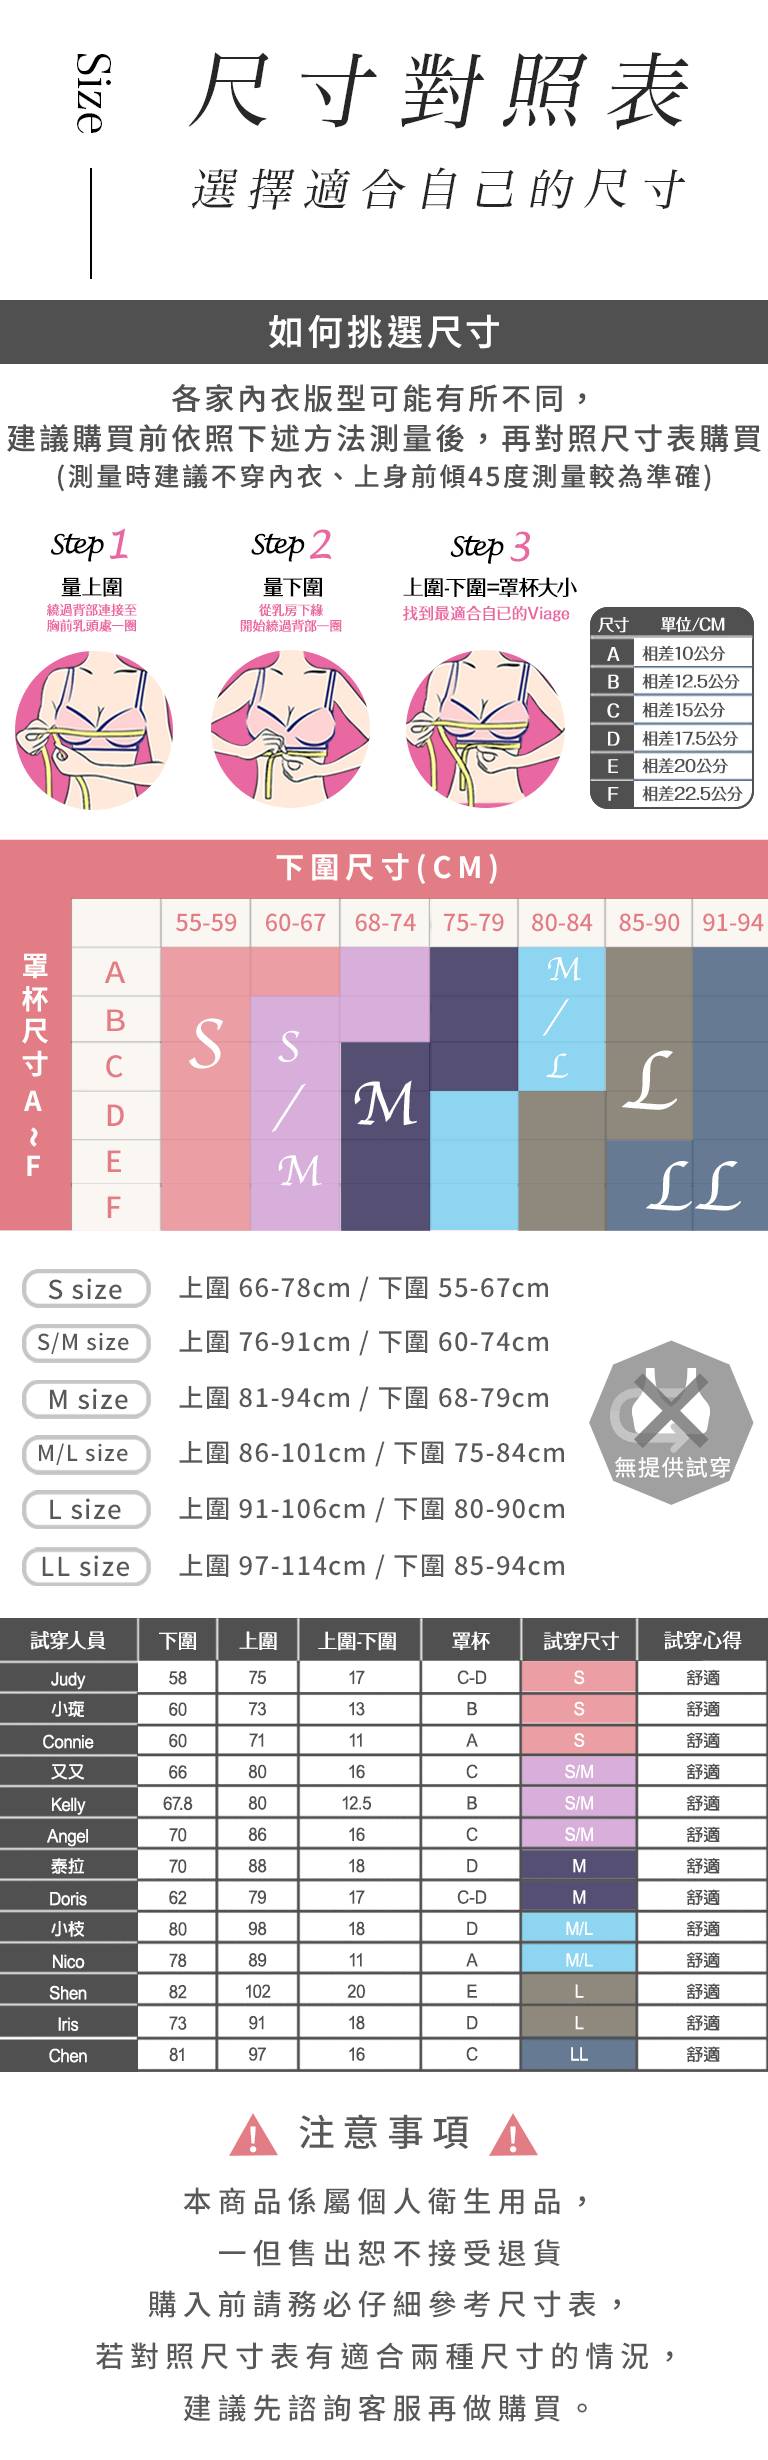 Size
尺寸對照表
選擇適合自己的尺寸
如何挑選尺寸
各家內衣版型可能有所不同，
建議購買前依照下述方法測量後，再對照尺寸表購買
(測量時建議不穿內衣、上身前傾45度測量較為準確)
Step 1
量上圍
繞過背部連接至
胸前乳頭處一圈
Step 2
量下圍
從乳房下緣
開始繞過背部一圈
Step 3
上圍-下圍=罩杯大小
找到最適合自已的Viage
尺寸 單位/CM
A 相差10公分
B 相差12.5公分
C 相差15公分
D 相差17.5公分
E 相差20公分
F 相差22.5公分
下圍尺寸(CM)
55-59 60-67 68-74 75-79 80-84 85-90 91-94
罩杯尺寸A~F
A
B
C
D
E
F
S
S/M
M
M/L
L
LL
S size 上圍 66-78cm / 下圍 55-67cm
S/M size 上圍 76-91cm / 下圍 60-74cm
M size 上圍 81-94cm / 下圍 68-79cm
M/L size 上圍 86-101cm / 下圍 75-84cm
L size 上圍 91-106cm / 下圍 80-90cm
LL size 上圍 97-114cm / 下圍 85-94cm
無提供試穿
試穿人員 下圍 上圍 上圍-下圍 罩杯 試穿尺寸 試穿心得
Judy 58 75 17 C-D S 舒適
小琁 60 73 13 B S 舒適
Connie 60 71 11 A S 舒適
又又 66 80 16 C S/M 舒適
Kelly 67.8 80 12.5 B S/M 舒適
Angel 70 86 16 C S/M 舒適
泰拉 70 88 18 D M 舒適
Doris 62 79 17 C-D M 舒適
小枝 80 98 18 D M/L 舒適
Nico 78 89 11 A M/L 舒適
Shen 82 102 20 E L 舒適
Iris 73 91 18 D L 舒適
Chen 81 97 16 C LL 舒適
注意事項
本商品係屬個人衛生用品，
一但售出恕不接受退貨
購入前請務必仔細參考尺寸表，
若對照尺寸表有適合兩種尺寸的情況，
建議先諮詢客服再做購買。